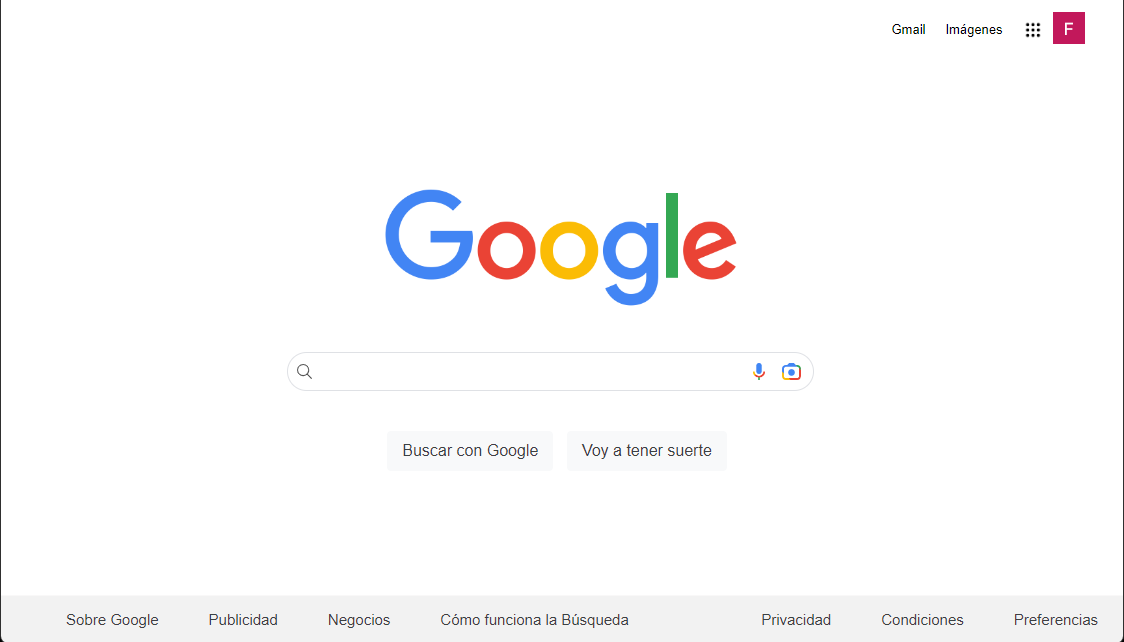 Gmail Imágenes F
Google
Buscar con Google Voy a tener suerte
Sobre Google Publicidad Negocios Cómo funciona la Búsqueda Privacidad Condiciones Preferencias